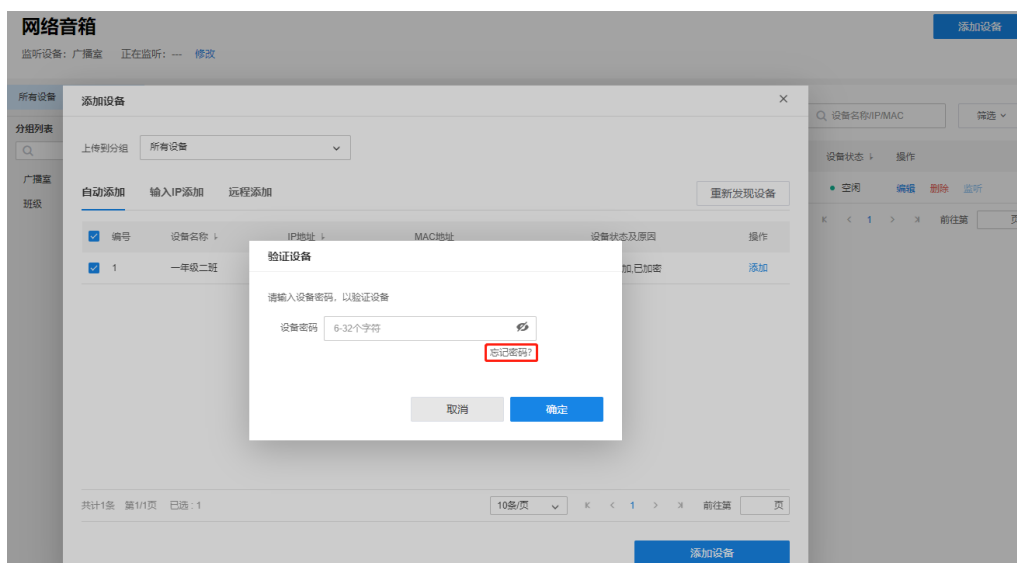 网络音箱
添加设备
监听设备：广播室 正在监听：--- 修改
所有设备
添加设备
设备名称/IP/MAC
筛选
分组列表
上传到分组 所有设备
设备状态 操作
广播室
自动添加 输入IP添加 远程添加 重新发现设备
空闲 编辑 删除 监听
班级
1 前往第 页
编号 设备名称 IP地址 MAC地址 设备状态及原因 操作
验证设备
1 一年级二班 加,已加密 添加
请输入设备密码，以验证设备
设备密码 6-32个字符
忘记密码?
取消 确定
共计1条 第1/1页 已选：1 10条/页 1 前往第 页
添加设备